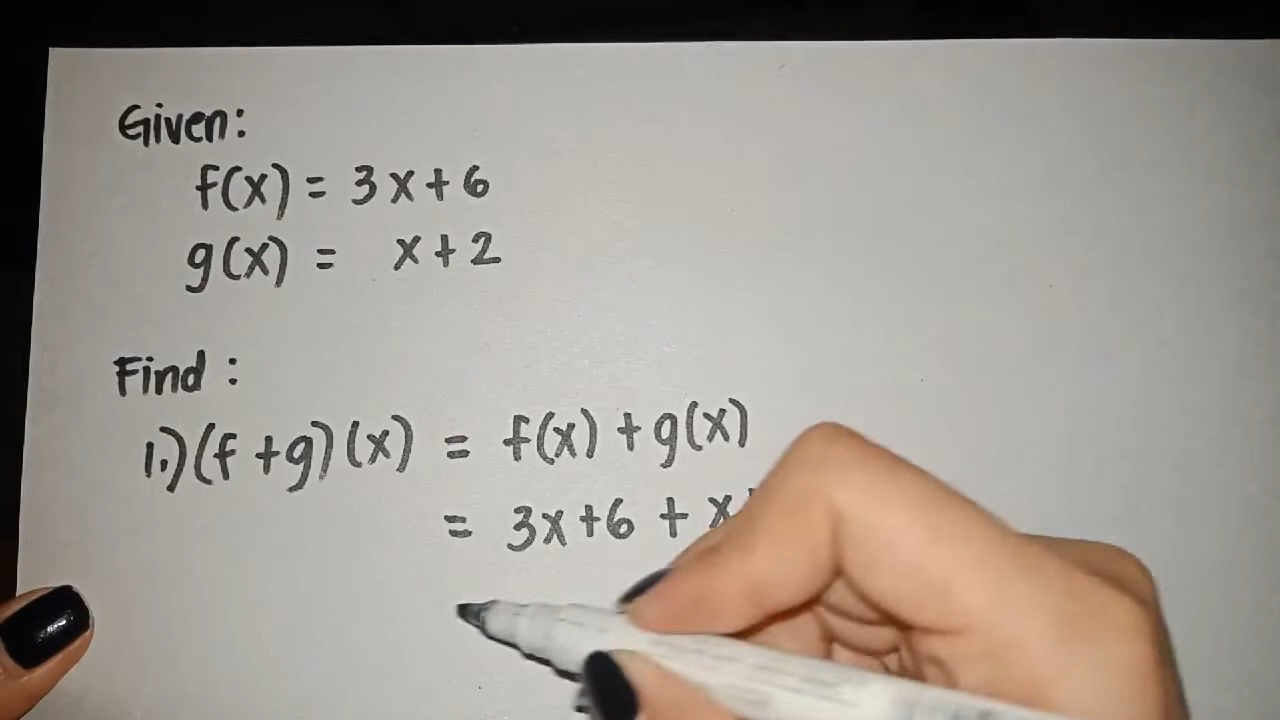 Given:
f(x) = 3x+6
g(x) = x+2
Find :
1.)(f+g)(x) = f(x)+g(x)
= 3x+6 + x